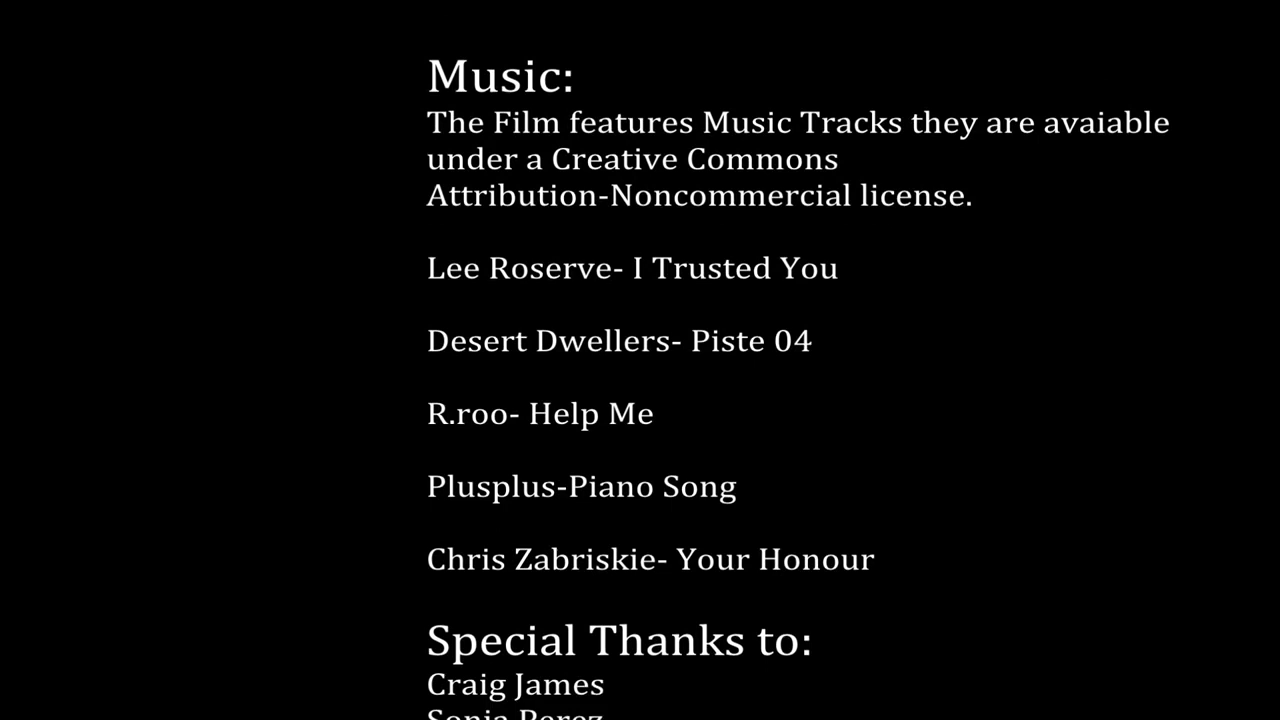 Music:
The Film features Music Tracks they are avaiable
under a Creative Commons
Attribution-Noncommercial license.
Lee Roserve- I Trusted You
Desert Dwellers- Piste 04
R.roo- Help Me
Plusplus-Piano Song
Chris Zabriskie- Your Honour
Special Thanks to:
Craig James
Sonia Perez